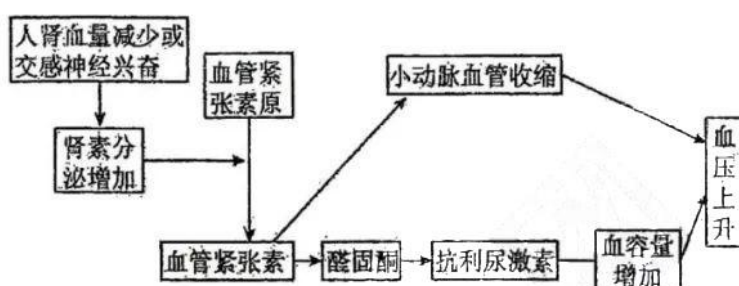 人肾血量减少或
交感神经兴奋
血管紧
张素原
小动脉血管收缩
肾素分
泌增加
血
压
上
升
血管紧张素
醛固酮
抗利尿激素
血容量
增加